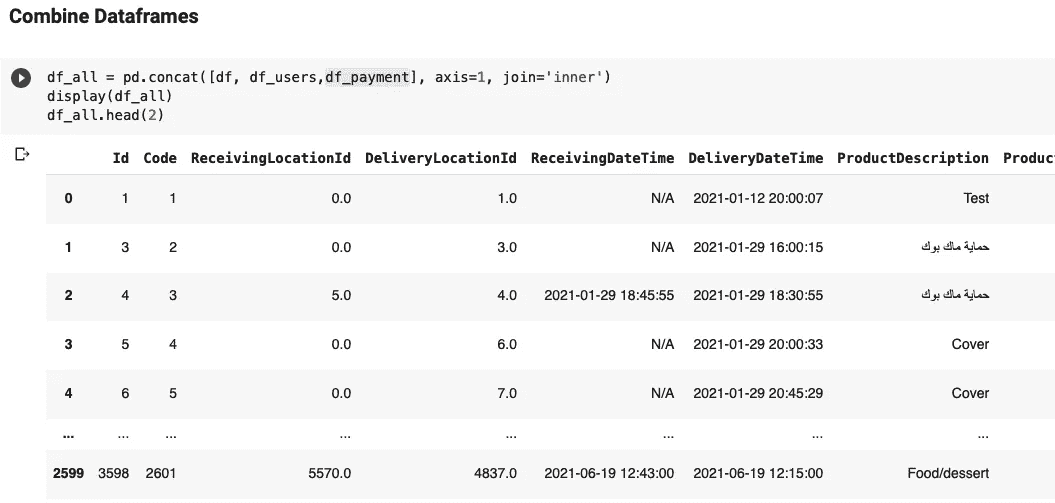 Combine Dataframes
df_all = pd.concat([df, df_users,df_payment], axis=1, join='inner')
display(df_all)
df_all.head(2)
Id Code ReceivingLocationId DeliveryLocationId ReceivingDateTime DeliveryDateTime ProductDescription Produc
0 1 1 0.0 1.0 N/A 2021-01-12 20:00:07 Test
1 3 2 0.0 3.0 N/A 2021-01-29 16:00:15 حماية ماك بوك
2 4 3 5.0 4.0 2021-01-29 18:45:55 2021-01-29 18:30:55 حماية ماك بوك
3 5 4 0.0 6.0 N/A 2021-01-29 20:00:33 Cover
4 6 5 0.0 7.0 N/A 2021-01-29 20:45:29 Cover
... ... ... ... ... ... ... ...
2599 3598 2601 5570.0 4837.0 2021-06-19 12:43:00 2021-06-19 12:15:00 Food/dessert